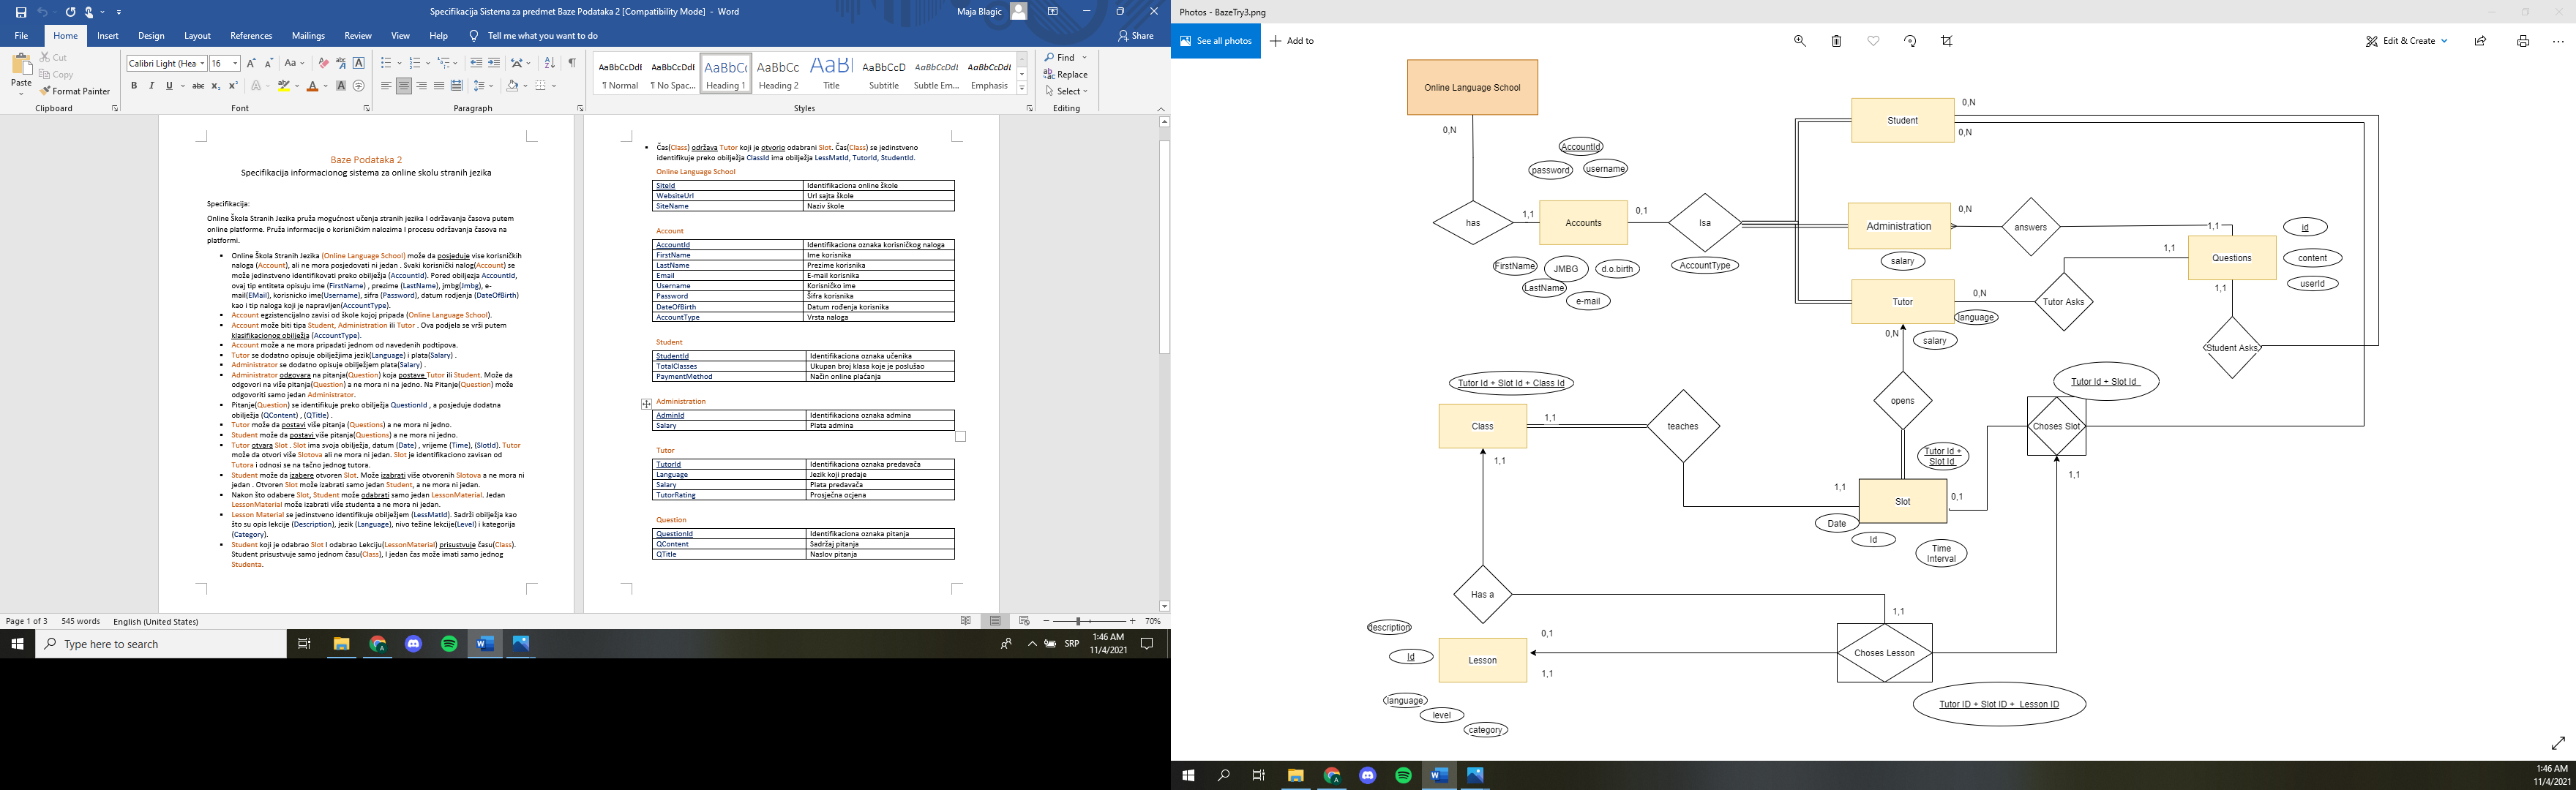 Specifikacija Sistema za predmet Baze Podataka 2 [Compatibility Mode] - Word
Maja Blagic
File Home Insert Design Layout References Mailings Review View Help Tell me what you want to do
Share
Paste
Cut
Copy
Format Painter
Clipboard
Calibri Light (Hea 16
Font
Paragraph
AaBbCcDdE AaBbCcDdE AaBbCc AaBbCc AaBl AaBbCcD AaBbCcDdE AaBbCcDdE
¶ Normal ¶ No Spac... Heading 1 Heading 2 Title Subtitle Subtle Em... Emphasis
Styles
Find
Replace
Select
Editing
Baze Podataka 2
Specifikacija informacionog sistema za online skolu stranih jezika
Specifikacija:
Online Škola Stranih Jezika pruža mogućnost učenja stranih jezika I održavanja časova putem
online platforme. Pruža informacije o korisničkim nalozima I procesu održavanja časova na
platformi.
Online Škola Stranih Jezika (Online Language School) može da posjeduje vise korisničkih
naloga (Account), ali ne mora posjedovati ni jedan . Svaki korisnički nalog(Account) se
može jedinstveno identifikovati preko obilježja (AccountId). Pored obiljezja AccountId,
ovaj tip entiteta opisuju ime (FirstName) , prezime (LastName), jmbg(Jmbg), e-
mail(EMail), korisnicko ime(Username), sifra (Password), datum rodjenja (DateOfBirth)
kao i tip naloga koji je napravljen(AccountType).
Account egzistencijalno zavisi od škole kojoj pripada (Online Language School).
Account može biti tipa Student, Administration ili Tutor . Ova podjela se vrši putem
klasifikacionog obilježja (AccountType).
Account može a ne mora pripadati jednom od navedenih podtipova.
Tutor se dodatno opisuje obilježjima jezik(Language) i plata(Salary) .
Administrator se dodatno opisuje obilježjem plata(Salary) .
Administrator odgovara na pitanja(Question) koja postave Tutor ili Student. Može da
odgovori na više pitanja(Question) a ne mora ni na jedno. Na Pitanje(Question) može
odgovoriti samo jedan Administrator.
Pitanje(Question) se identifikuje preko obilježja QuestionId , a posjeduje dodatna
obilježja (QContent) , (QTitle) .
Tutor može da postavi više pitanja (Questions) a ne mora ni jedno.
Student može da postavi više pitanja(Questions) a ne mora ni jedno.
Tutor otvara Slot . Slot ima svoja obilježja, datum (Date) , vrijeme (Time), (SlotId). Tutor
može da otvori više Slotova ali ne mora ni jedan. Slot je identifikaciono zavisan od
Tutora i odnosi se na tačno jednog tutora.
Student može da izabere otvoren Slot. Može izabrati više otvorenih Slotova a ne mora ni
jedan . Otvoren Slot može izabrati samo jedan Student, a ne mora ni jedan.
Nakon što odabere Slot, Student može odabrati samo jedan LessonMaterial. Jedan
LessonMaterial može izabrati više studenta a ne mora ni jedan.
Lesson Material se jedinstveno identifikuje obilježjem (LessMatId). Sadrži obilježja kao
što su opis lekcije (Description), jezik (Language), nivo težine lekcije(Level) i kategorija
(Category).
Student koji je odabrao Slot I odabrao Lekciju(LessonMaterial) prisustvuje času(Class).
Student prisustvuje samo jednom času(Class), I jedan čas može imati samo jednog
Studenta.
Čas(Class) održava Tutor koji je otvorio odabrani Slot. Čas(Class) se jedinstveno
identifikuje preko obilježja ClassId ima obilježja LessMatId, TutorId, StudentId.
Online Language School
SiteId Identifikaciona online škole
WebsiteUrl Url sajta škole
SiteName Naziv škole
Account
AccountId Identifikaciona oznaka korisničkog naloga
FirstName Ime korisnika
LastName Prezime korisnika
Email E-mail korisnika
Username Korisničko ime
Password Šifra korisnika
DateOfBirth Datum rođenja korisnika
AccountType Vrsta naloga
Student
StudentId Identifikaciona oznaka učenika
TotalClasses Ukupan broj klasa koje je poslušao
PaymentMethod Način online plaćanja
Administration
AdminId Identifikaciona oznaka admina
Salary Plata admina
Tutor
TutorId Identifikaciona oznaka predavača
Language Jezik koji predaje
Salary Plata predavača
TutorRating Prosječna ocjena
Question
QuestionId Identifikaciona oznaka pitanja
QContent Sadržaj pitanja
QTitle Naslov pitanja
Page 1 of 3 545 words English (United States)
70%
Type here to search
SRP
1:46 AM
11/4/2021
Photos - BazeTry3.png
See all photos
Add to
Edit & Create
Online Language School
0,N
has
1,1
AccountId
password
username
Accounts
0,1
Isa
FirstName
JMBG
d.o.birth
LastName
e-mail
AccountType
Student
0,N
0,N
Administration
0,N
salary
answers
1,1
Questions
id
content
userId
1,1
1,1
Tutor
0,N
language
Tutor Asks
0,N
salary
Student Asks
Tutor Id + Slot Id + Class Id
Class
1,1
teaches
opens
Tutor Id + Slot Id
Choses Slot
Tutor Id +
Slot Id
1,1
1,1
1,1
Slot
0,1
Date
Id
Time
Interval
Has a
1,1
description
0,1
Id
Lesson
Choses Lesson
1,1
language
level
category
Tutor ID + Slot ID + Lesson ID
1:46 AM
11/4/2021